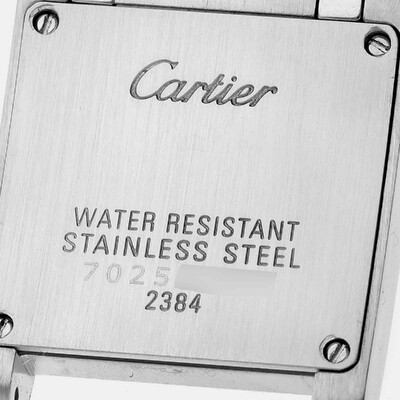 Cartier
WATER RESISTANT
STAINLESS STEEL
7025
2384